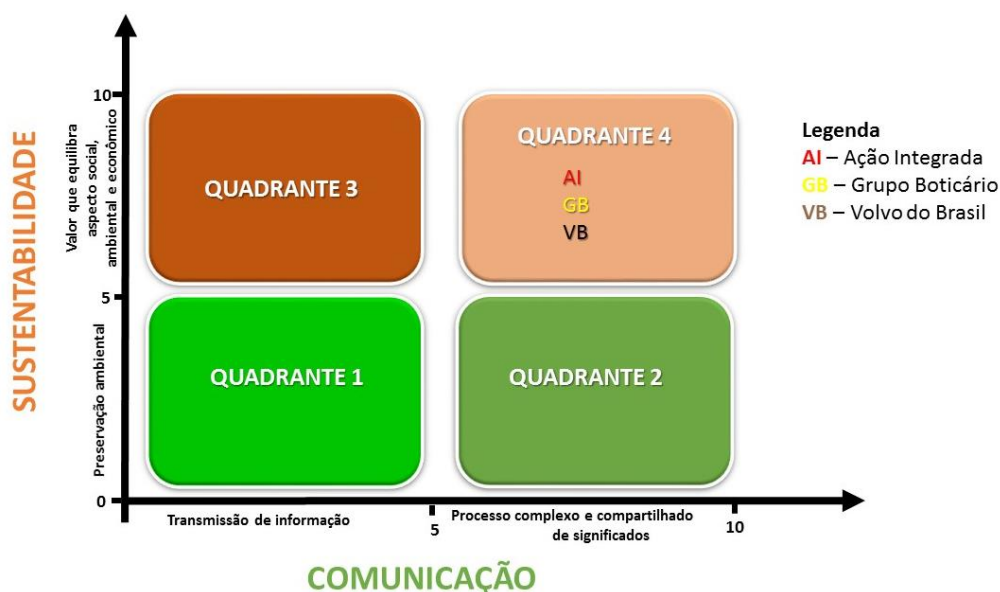 SUSTENTABILIDADE
Valor que equilibra
aspecto social,
ambiental e econômico
Preservação ambiental
10
5
0
QUADRANTE 3
QUADRANTE 4
AI
GB
VB
QUADRANTE 1
QUADRANTE 2
Transmissão de informação
5
Processo complexo e compartilhado
de significados
10
COMUNICAÇÃO
Legenda
AI – Ação Integrada
GB – Grupo Boticário
VB – Volvo do Brasil